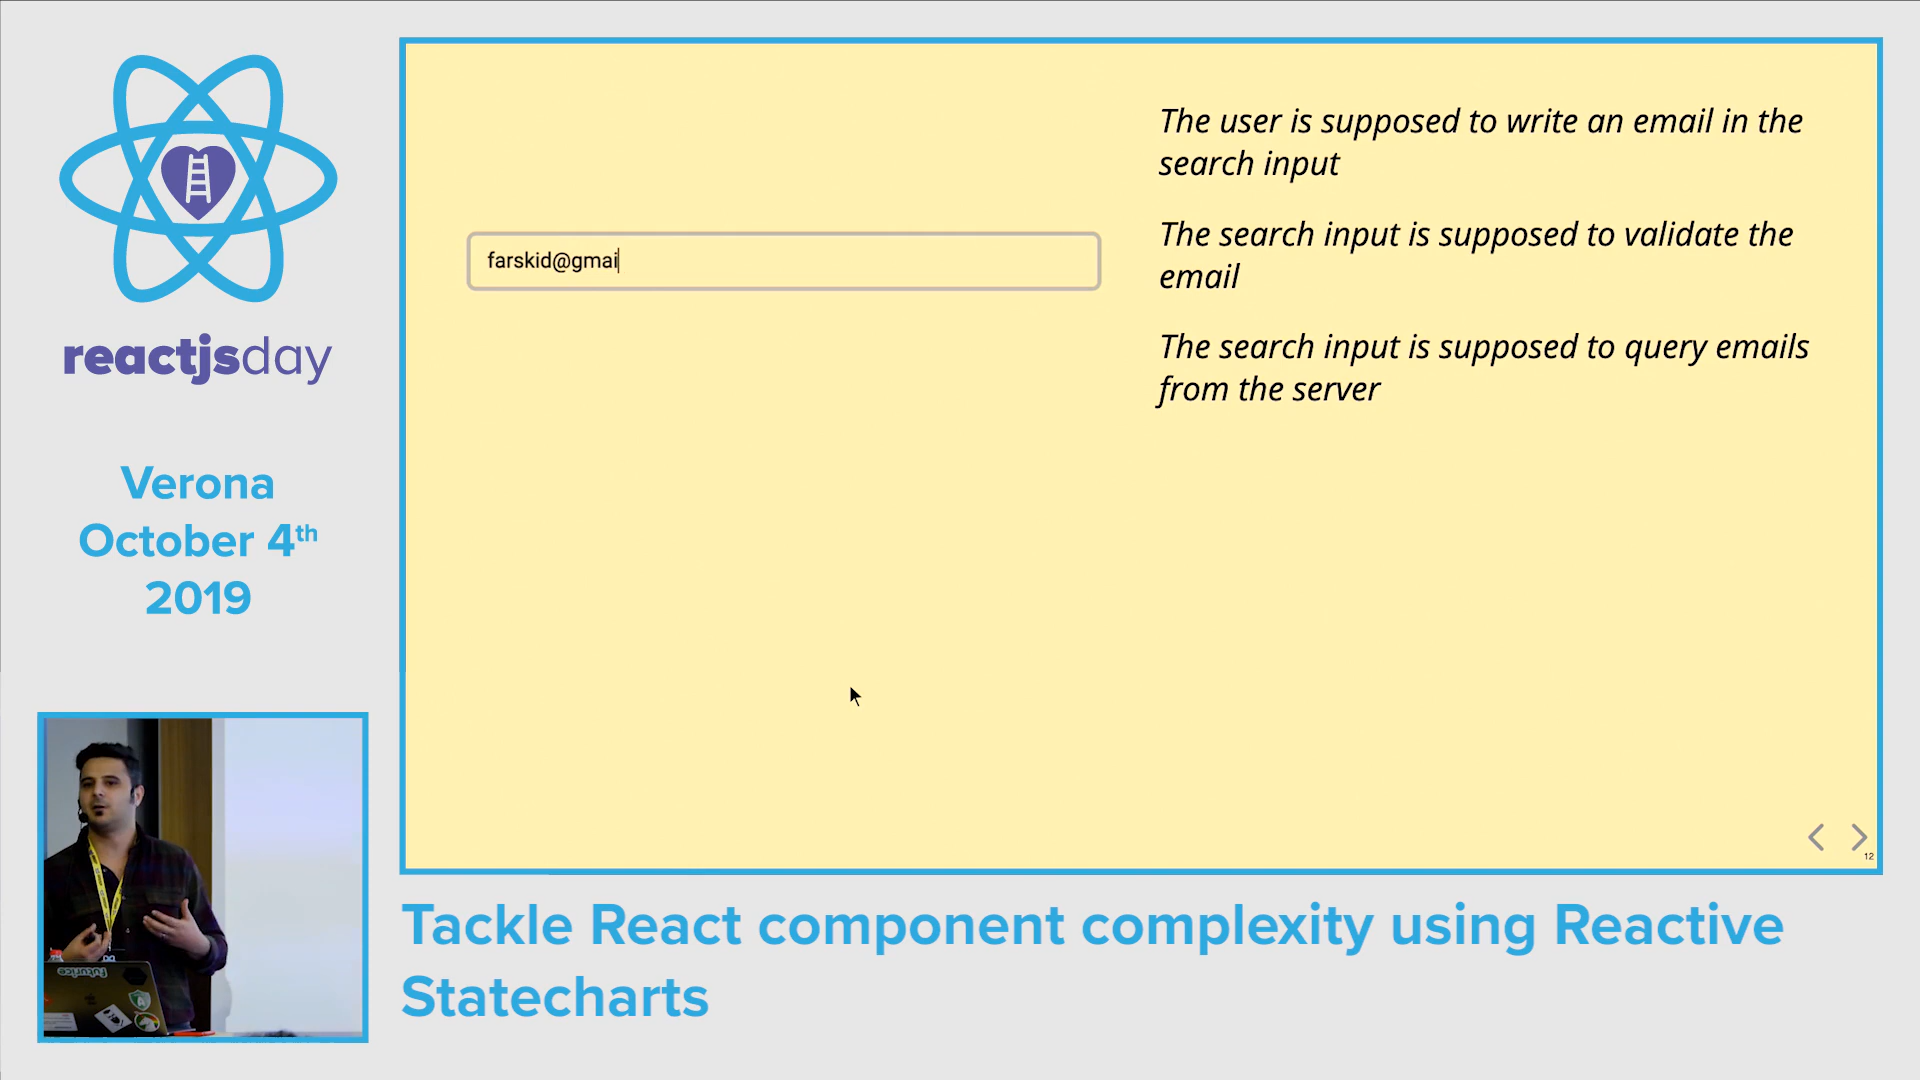 reactjsday
Verona
October 4th
2019
farskid@gmai
The user is supposed to write an email in the
search input
The search input is supposed to validate the
email
The search input is supposed to query emails
from the server
12
futurice
Tackle React component complexity using Reactive
Statecharts